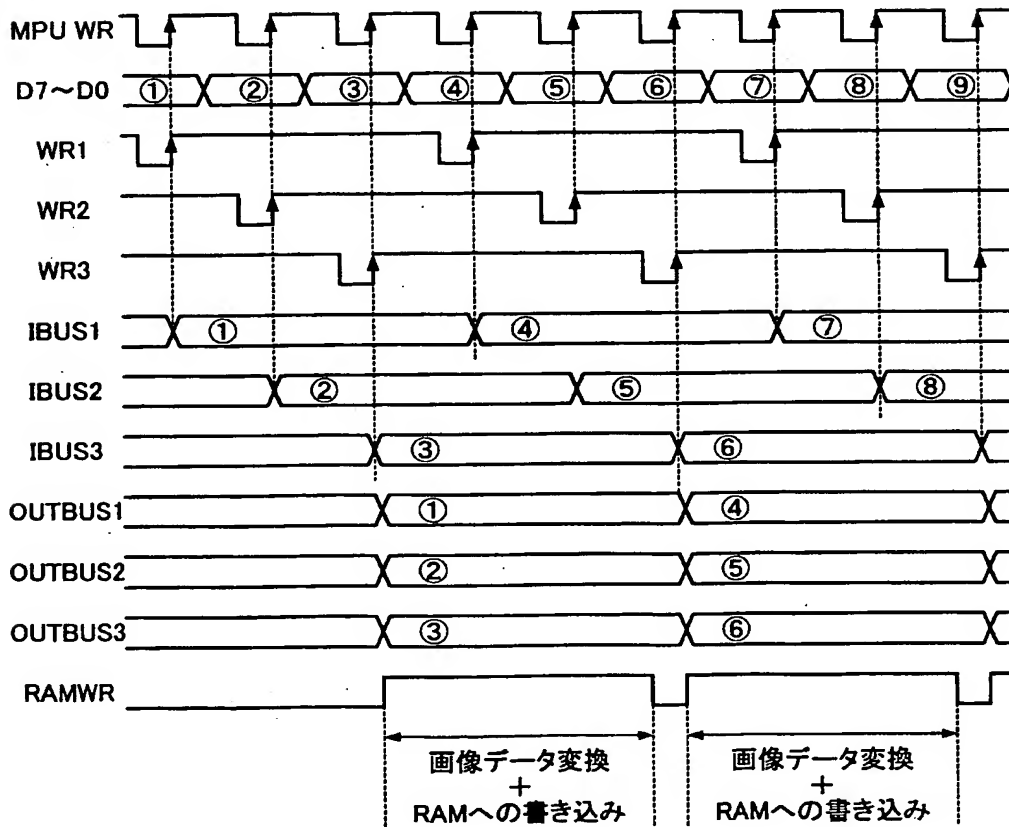 MPU WR
D7～D0 ① ② ③ ④ ⑤ ⑥ ⑦ ⑧ ⑨
WR1
WR2
WR3
IBUS1 ① ④ ⑦
IBUS2 ② ⑤ ⑧
IBUS3 ③ ⑥
OUTBUS1 ① ④
OUTBUS2 ② ⑤
OUTBUS3 ③ ⑥
RAMWR
画像データ変換
+
RAMへの書き込み
画像データ変換
+
RAMへの書き込み